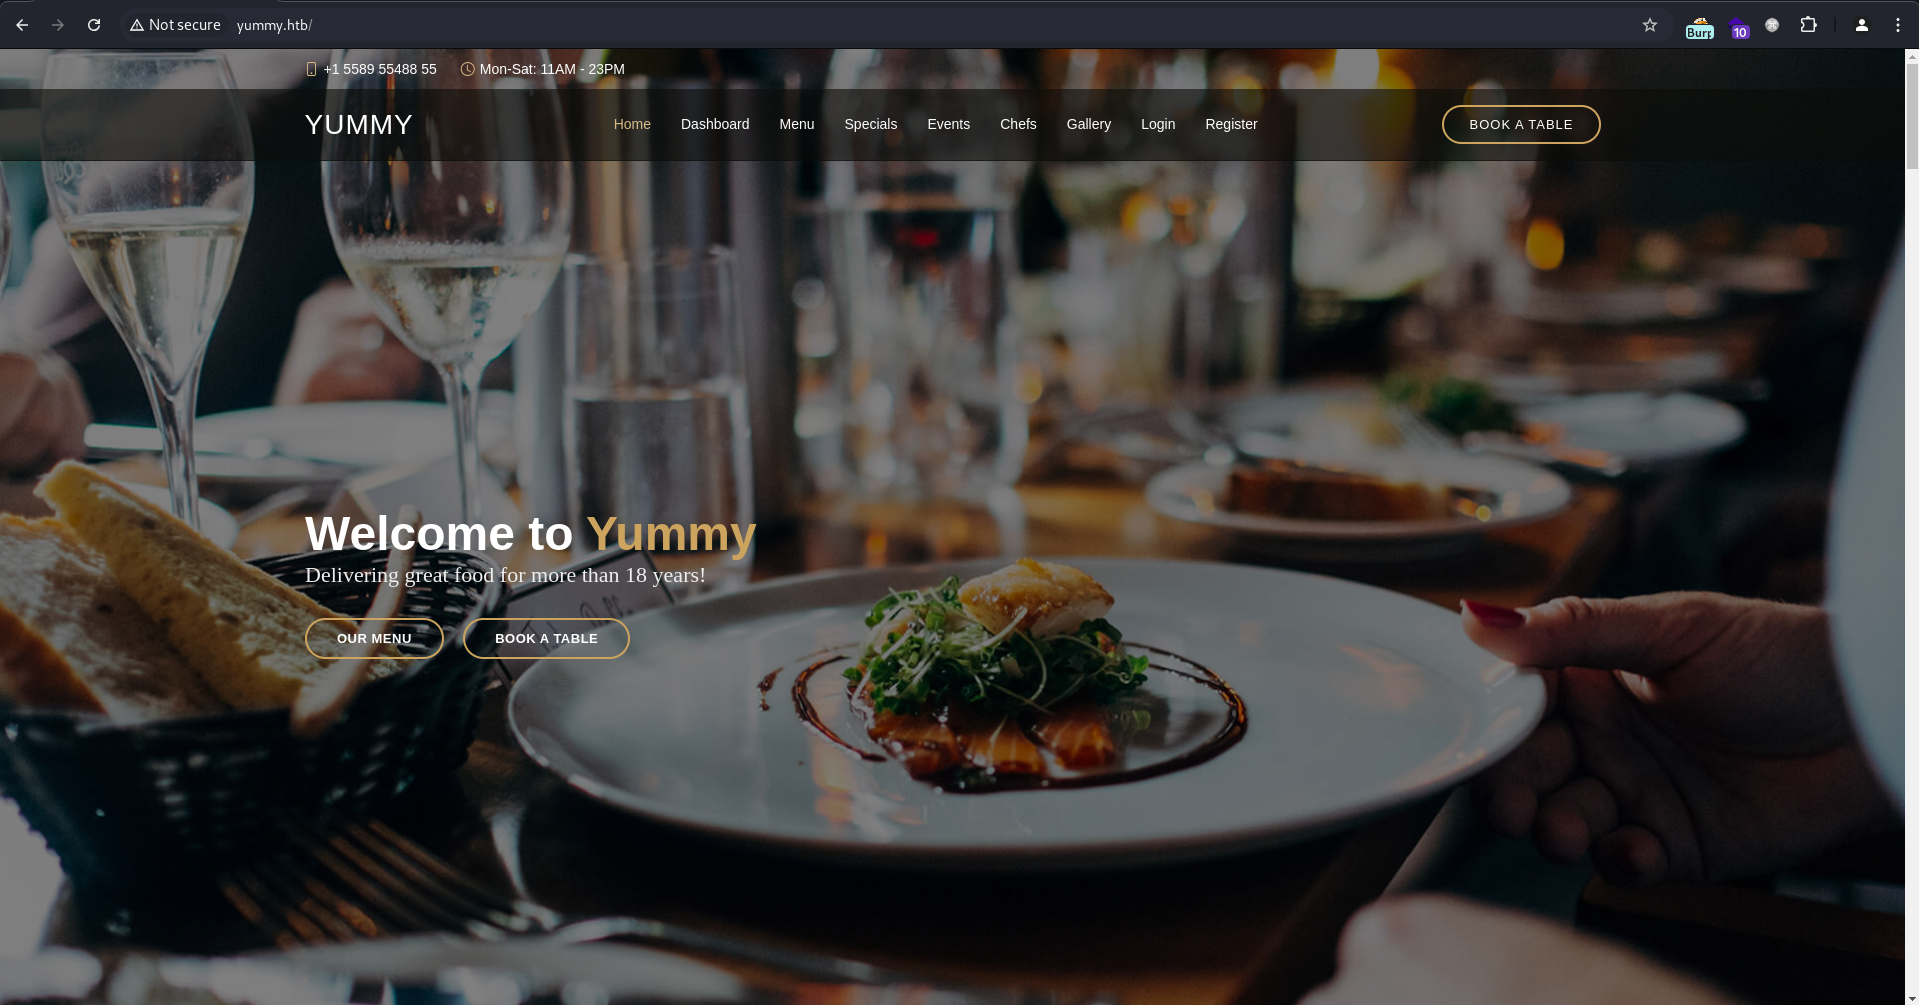 Not secure yummy.htb/
Burp
10
+1 5589 55488 55 Mon-Sat: 11AM - 23PM
YUMMY Home Dashboard Menu Specials Events Chefs Gallery Login Register BOOK A TABLE
Welcome to Yummy
Delivering great food for more than 18 years!
OUR MENU BOOK A TABLE